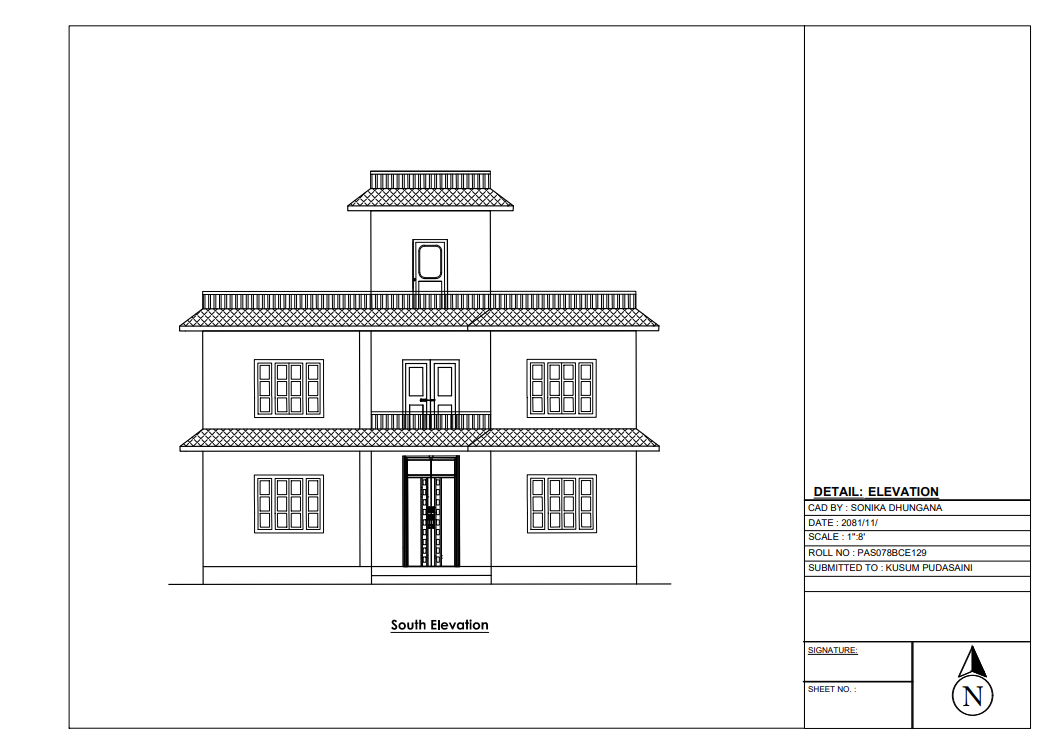 South Elevation
DETAIL: ELEVATION
CAD BY : SONIKA DHUNGANA
DATE : 2081/11/
SCALE : 1":8'
ROLL NO : PAS078BCE129
SUBMITTED TO : KUSUM PUDASAINI
SIGNATURE:
SHEET NO. :
N